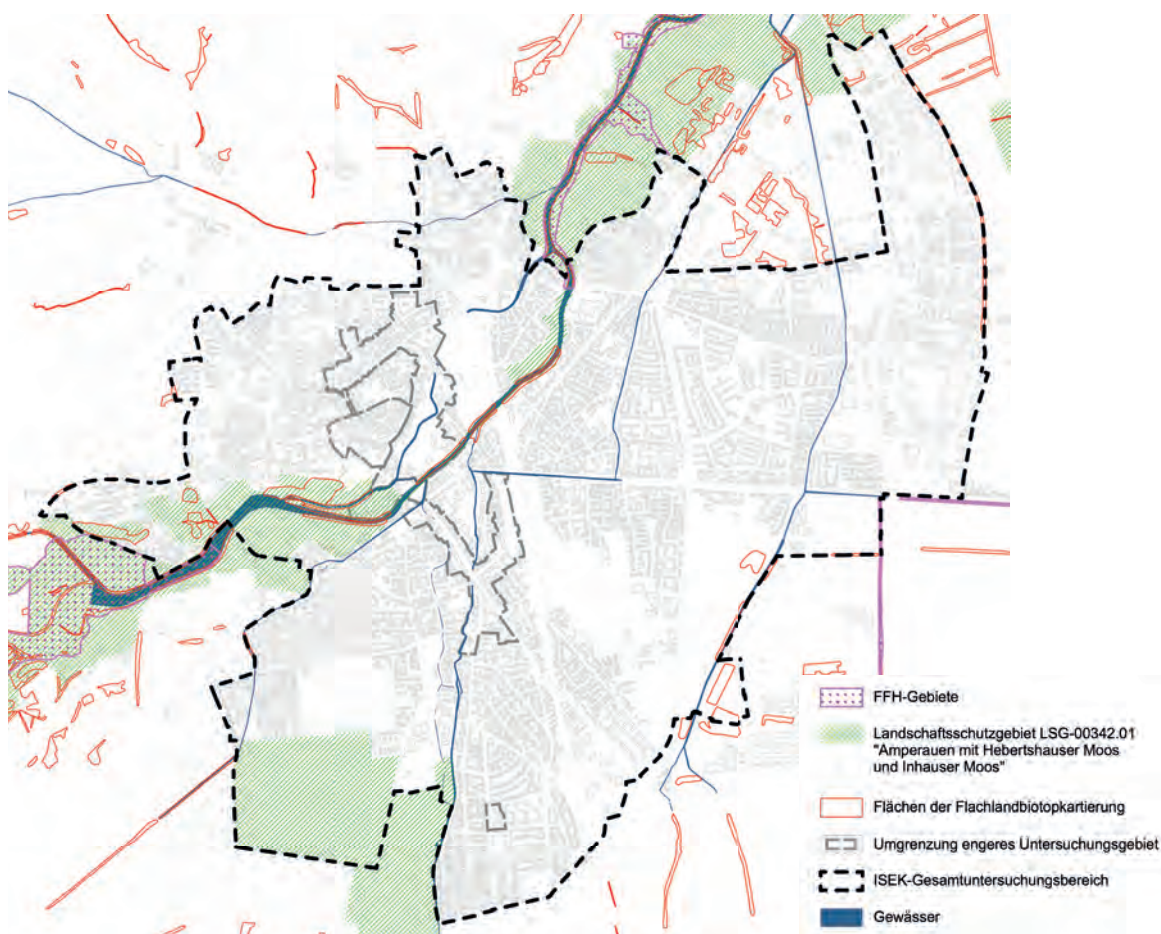 FFH-Gebiete
Landschaftsschutzgebiet LSG-00342.01
"Amperauen mit Hebertshauser Moos
und Inhauser Moos"
Flächen der Flachlandbiotopkartierung
Umgrenzung engeres Untersuchungsgebiet
ISEK-Gesamtuntersuchungsbereich
Gewässer